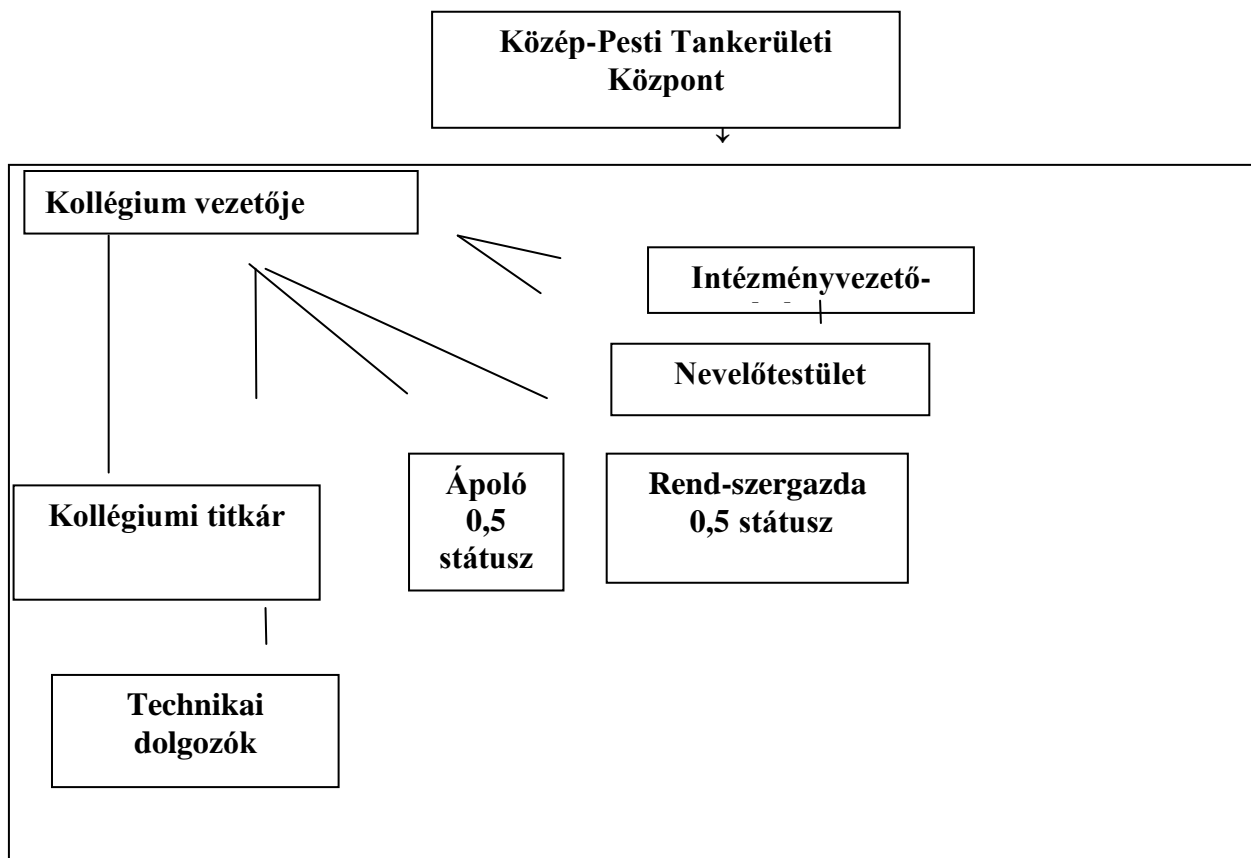 Közép-Pesti Tankerületi
Központ
Kollégium vezetője
Intézményvezető-
Nevelőtestület
Ápoló
0,5
státusz
Rend-szergazda
0,5 státusz
Kollégiumi titkár
Technikai
dolgozók